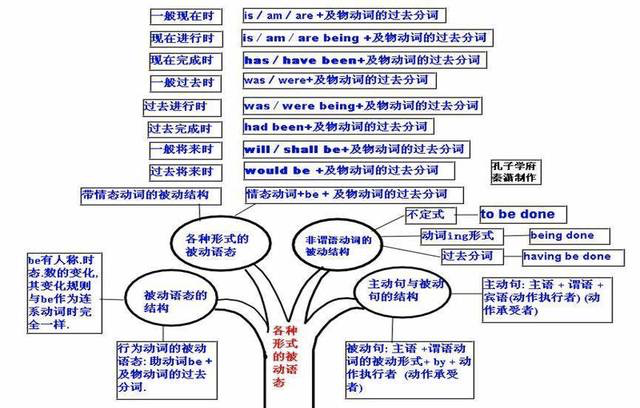 一般现在时 is / am / are +及物动词的过去分词
现在进行时 is / am / are being +及物动词的过去分词
现在完成时 has / have been+及物动词的过去分词
一般过去时 was / were+及物动词的过去分词
过去进行时 was / were being+及物动词的过去分词
过去完成时 had been+及物动词的过去分词
一般将来时 will / shall be+及物动词的过去分词
过去将来时 would be +及物动词的过去分词
孔子学府
秦潇制作
带情态动词的被动结构 情态动词+be + 及物动词的过去分词
各种形式的
被动语态
非谓语动词的
被动结构
不定式 to be done
动词ing形式 being done
过去分词 having be done
be有人称.时
态.数的变化,
其变化规则
与be作为连
系动词时完
全一样.
被动语态的
结构
行为动词的被动
语态: 助动词be +
及物动词的过去
分词.
主动句与被动
句的结构
主动句: 主语 + 谓语 +
宾语(动作执行者) (动
作承受者)
被动句: 主语 +谓语动
词的被动形式+ by + 动
作执行者 (动作承受者)
各种
形式
的被
动语
态